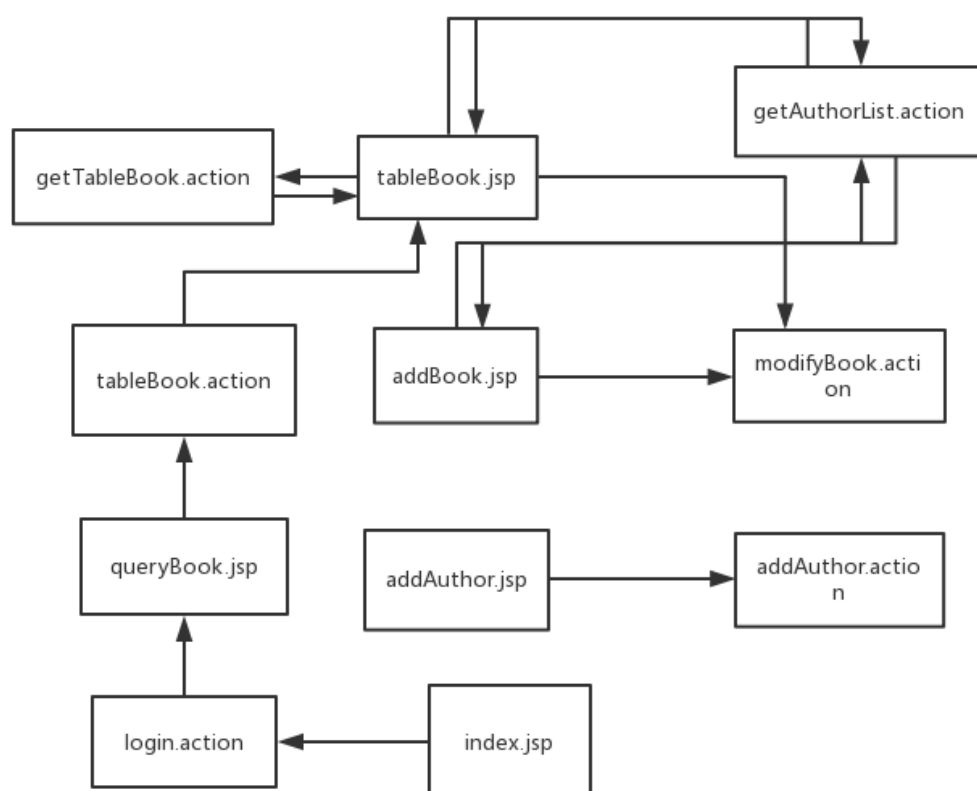 getAuthorList.action
getTableBook.action
tableBook.jsp
tableBook.action
addBook.jsp
modifyBook.acti
on
queryBook.jsp
addAuthor.jsp
addAuthor.actio
n
login.action
index.jsp